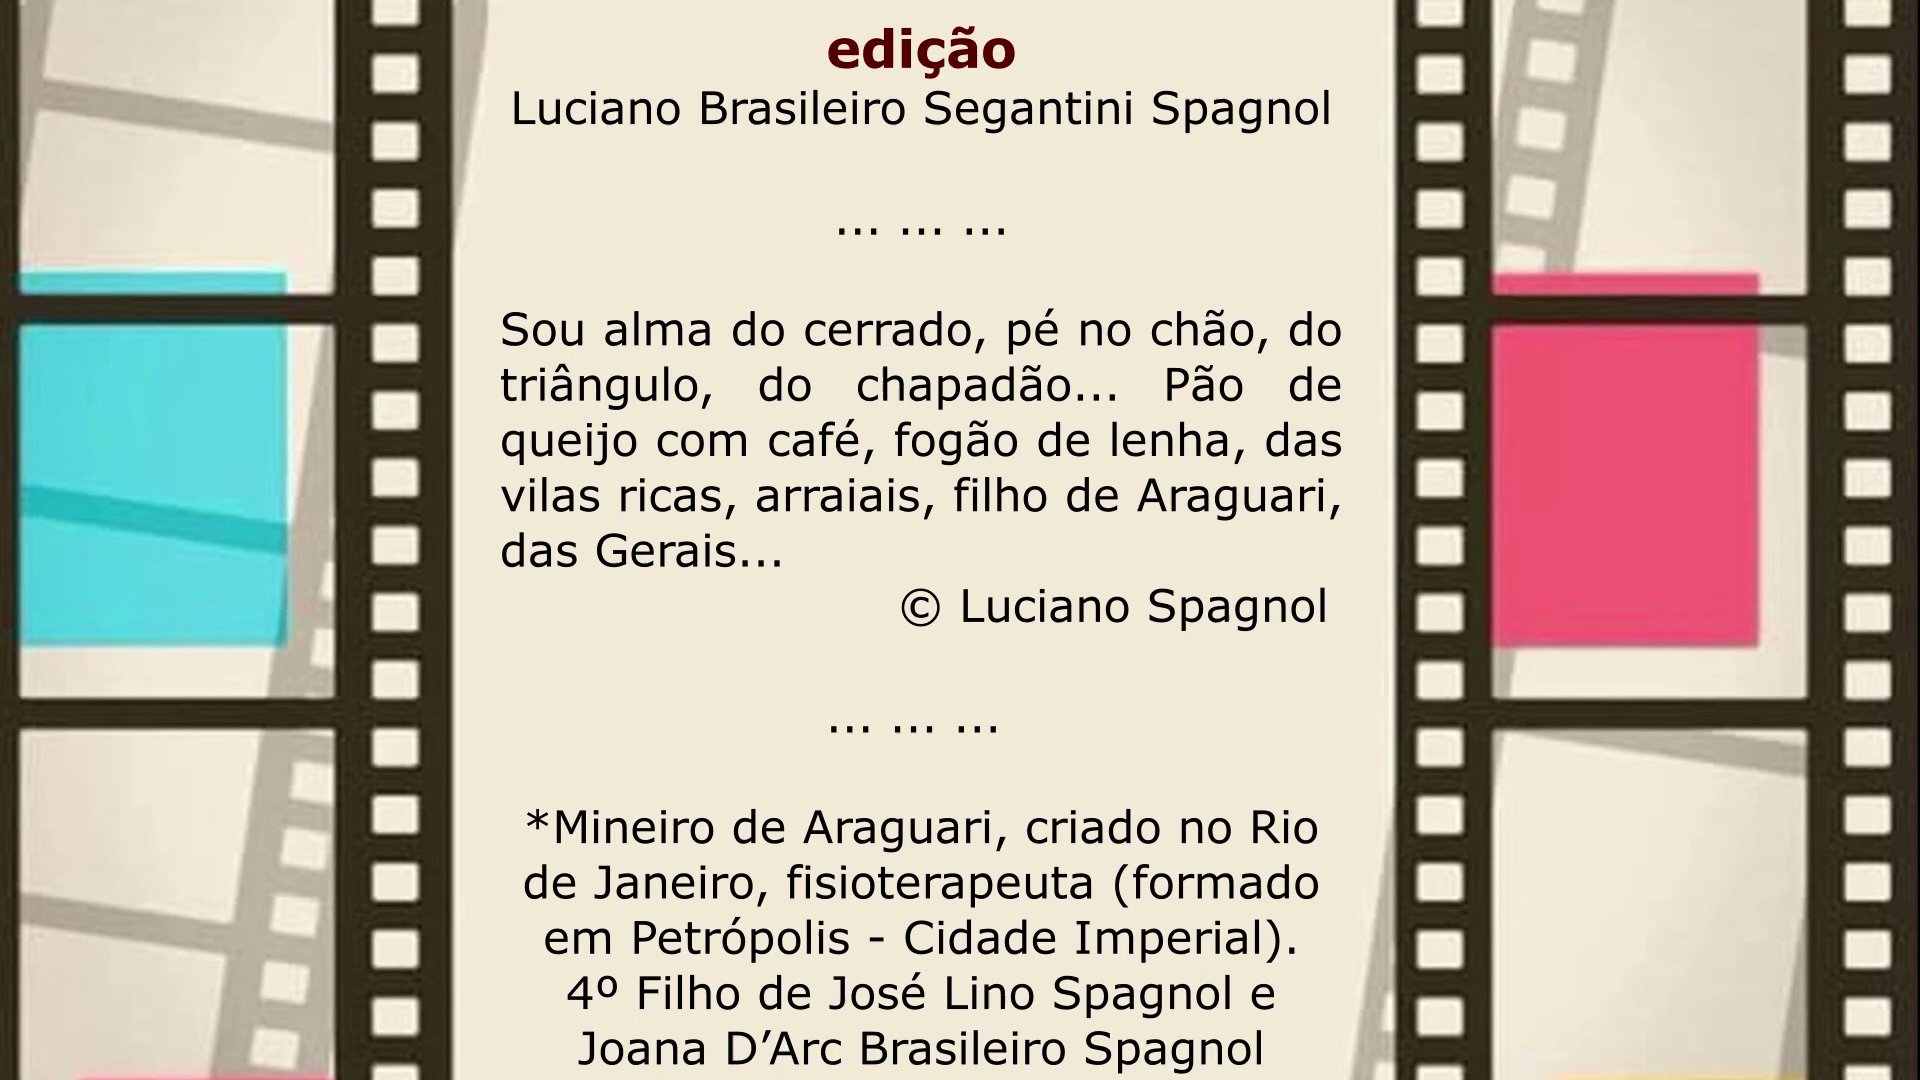 edição
Luciano Brasileiro Segantini Spagnol
... ... ...
Sou alma do cerrado, pé no chão, do
triângulo, do chapadão... Pão de
queijo com café, fogão de lenha, das
vilas ricas, arraiais, filho de Araguari,
das Gerais...
© Luciano Spagnol
... ... ...
*Mineiro de Araguari, criado no Rio
de Janeiro, fisioterapeuta (formado
em Petrópolis - Cidade Imperial).
4º Filho de José Lino Spagnol e
Joana D’Arc Brasileiro Spagnol